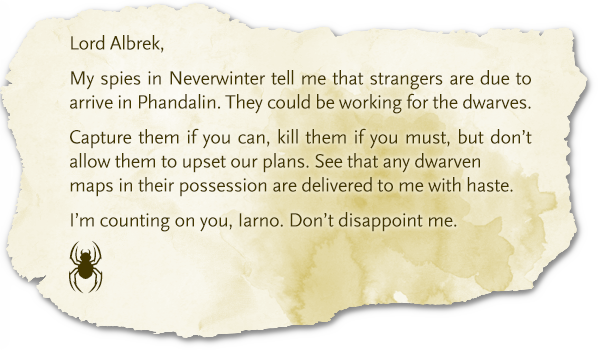 Lord Albrek,
My spies in Neverwinter tell me that strangers are due to
arrive in Phandalin. They could be working for the dwarves.
Capture them if you can, kill them if you must, but don’t
allow them to upset our plans. See that any dwarven
maps in their possession are delivered to me with haste.
I’m counting on you, Iarno. Don’t disappoint me.